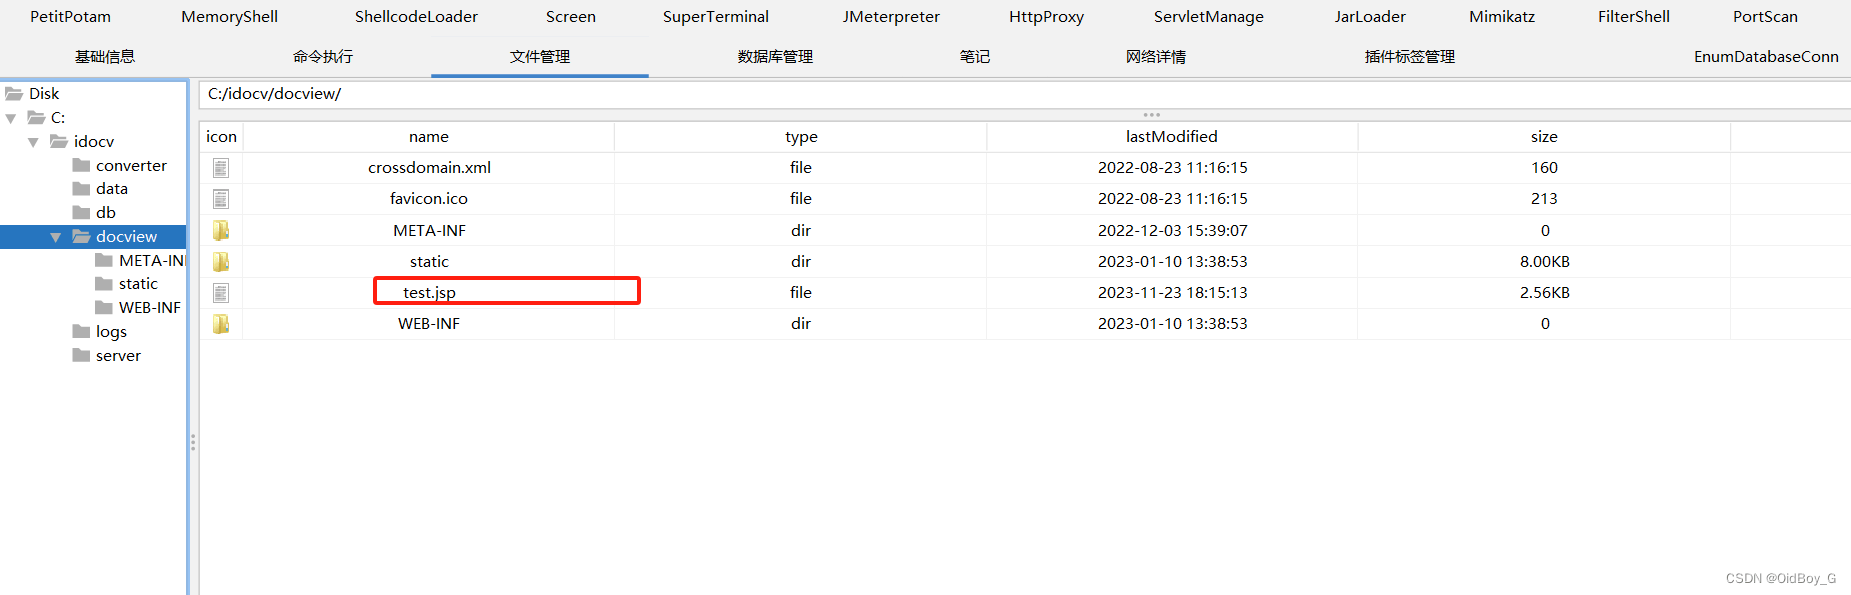 PetitPotam MemoryShell ShellcodeLoader Screen SuperTerminal JMeterpreter HttpProxy ServletManage JarLoader Mimikatz FilterShell PortScan
基础信息 命令执行 文件管理 数据库管理 笔记 网络详情 插件标签管理 EnumDatabaseConn
Disk
C:
idocv
converter
data
db
docview
META-IN
static
WEB-INF
logs
server
C:/idocv/docview/
icon name type lastModified size
crossdomain.xml file 2022-08-23 11:16:15 160
favicon.ico file 2022-08-23 11:16:15 213
META-INF dir 2022-12-03 15:39:07 0
static dir 2023-01-10 13:38:53 8.00KB
test.jsp file 2023-11-23 18:15:13 2.56KB
WEB-INF dir 2023-01-10 13:38:53 0
CSDN @OidBoy_G